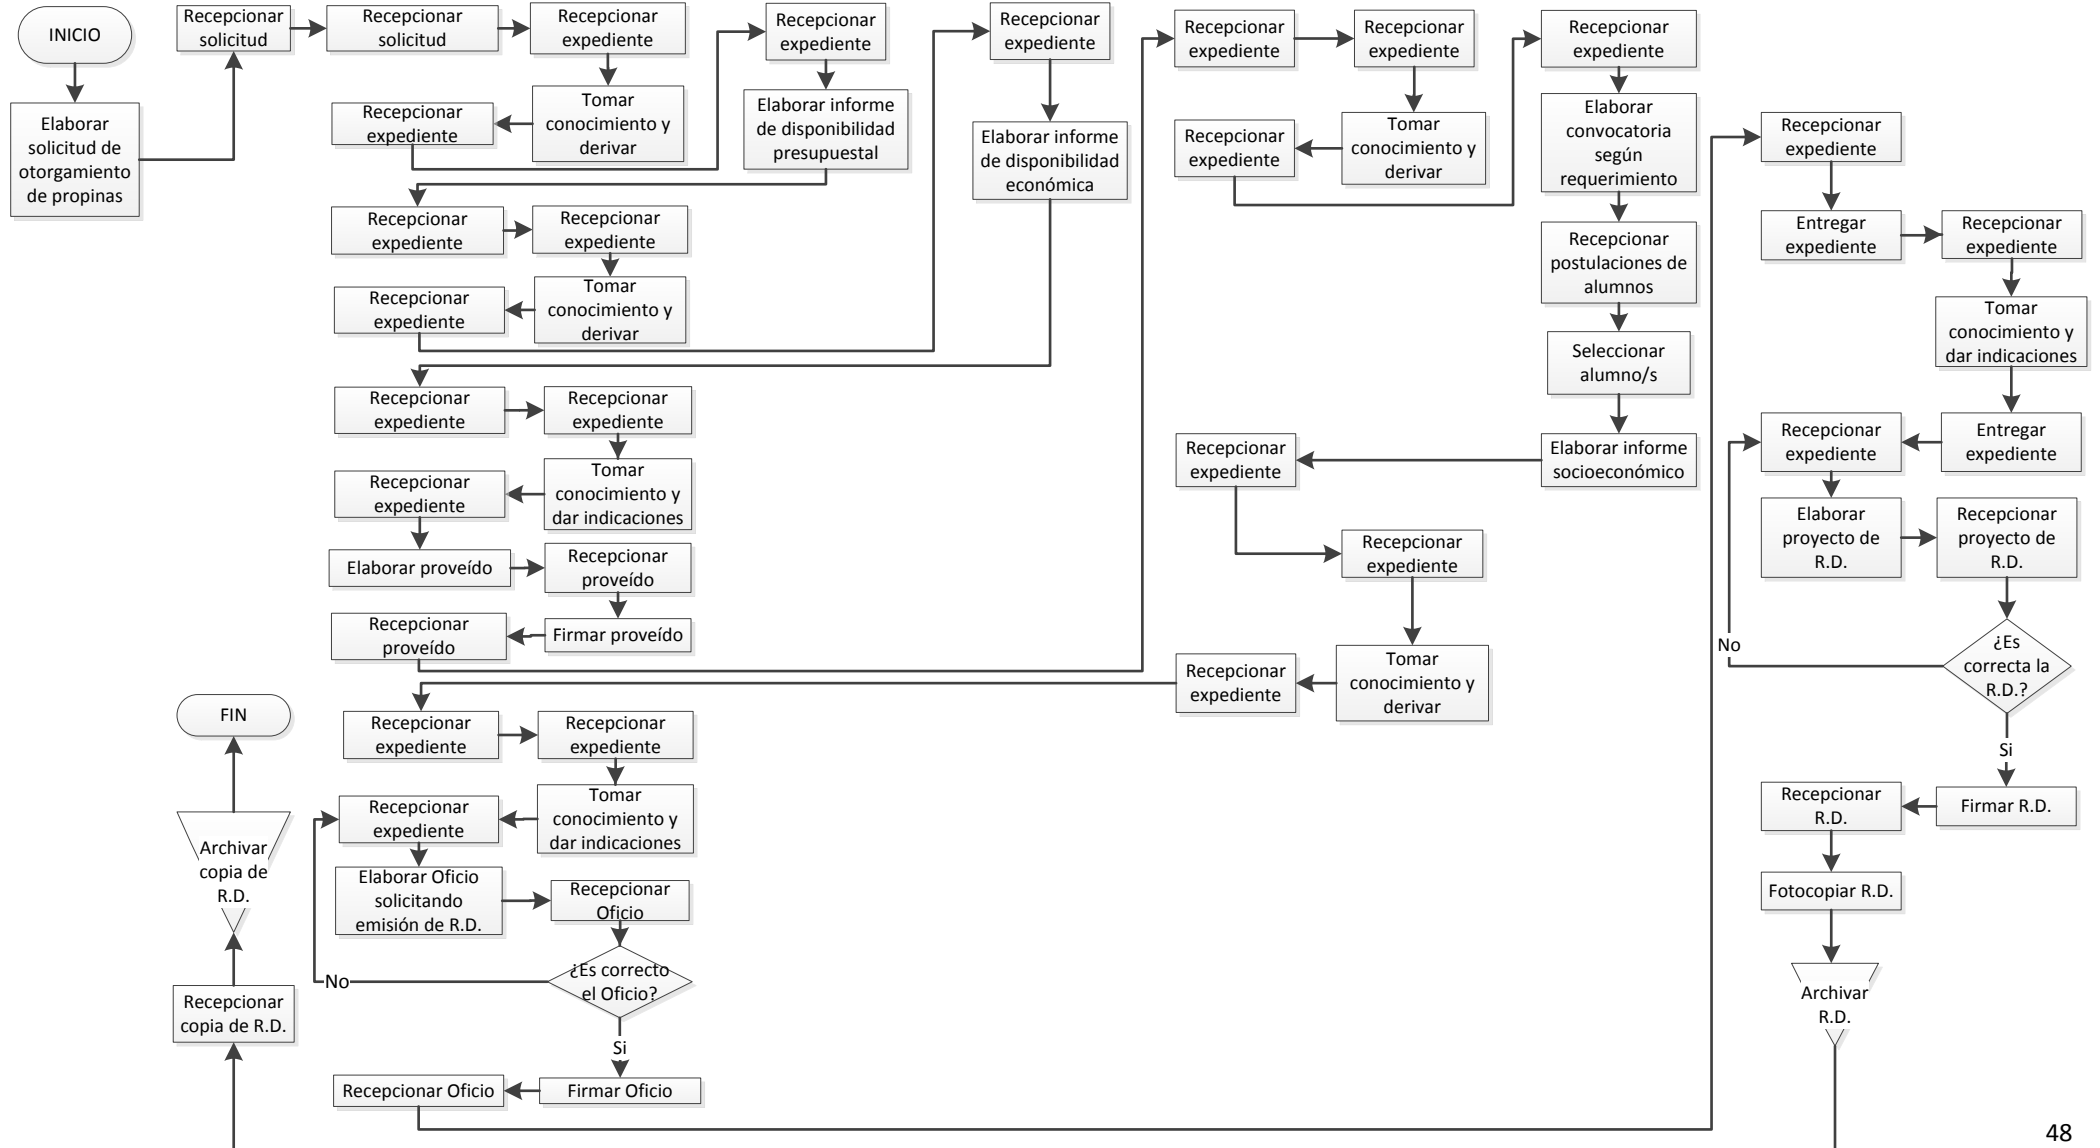 INICIO
Elaborar
solicitud de
otorgamiento
de propinas
Recepcionar
solicitud
Recepcionar
solicitud
Recepcionar
expediente
Tomar
conocimiento y
derivar
Recepcionar
expediente
Recepcionar
expediente
Elaborar informe
de disponibilidad
presupuestal
Recepcionar
expediente
Recepcionar
expediente
Tomar
conocimiento y
derivar
Recepcionar
expediente
Recepcionar
expediente
Elaborar informe
de disponibilidad
económica
Recepcionar
expediente
Recepcionar
expediente
Tomar
conocimiento y
dar indicaciones
Recepcionar
expediente
Elaborar proveído
Recepcionar
proveído
Firmar proveído
Recepcionar
proveído
Recepcionar
expediente
Recepcionar
expediente
Tomar
conocimiento y
derivar
Recepcionar
expediente
Recepcionar
expediente
Elaborar
convocatoria
según
requerimiento
Recepcionar
postulaciones de
alumnos
Seleccionar
alumno/s
Elaborar informe
socioeconómico
Recepcionar
expediente
Recepcionar
expediente
Tomar
conocimiento y
derivar
Recepcionar
expediente
Recepcionar
expediente
Recepcionar
expediente
Tomar
conocimiento y
dar indicaciones
Recepcionar
expediente
Elaborar Oficio
solicitando
emisión de R.D.
Recepcionar
Oficio
¿Es correcto
el Oficio?
No
Si
Firmar Oficio
Recepcionar Oficio
Recepcionar
expediente
Entregar
expediente
Recepcionar
expediente
Tomar
conocimiento y
dar indicaciones
Entregar
expediente
Recepcionar
expediente
Elaborar
proyecto de
R.D.
Recepcionar
proyecto de
R.D.
¿Es
correcta la
R.D.?
No
Si
Firmar R.D.
Recepcionar
R.D.
Fotocopiar R.D.
Archivar
R.D.
Recepcionar
copia de R.D.
Archivar
copia de
R.D.
FIN
48